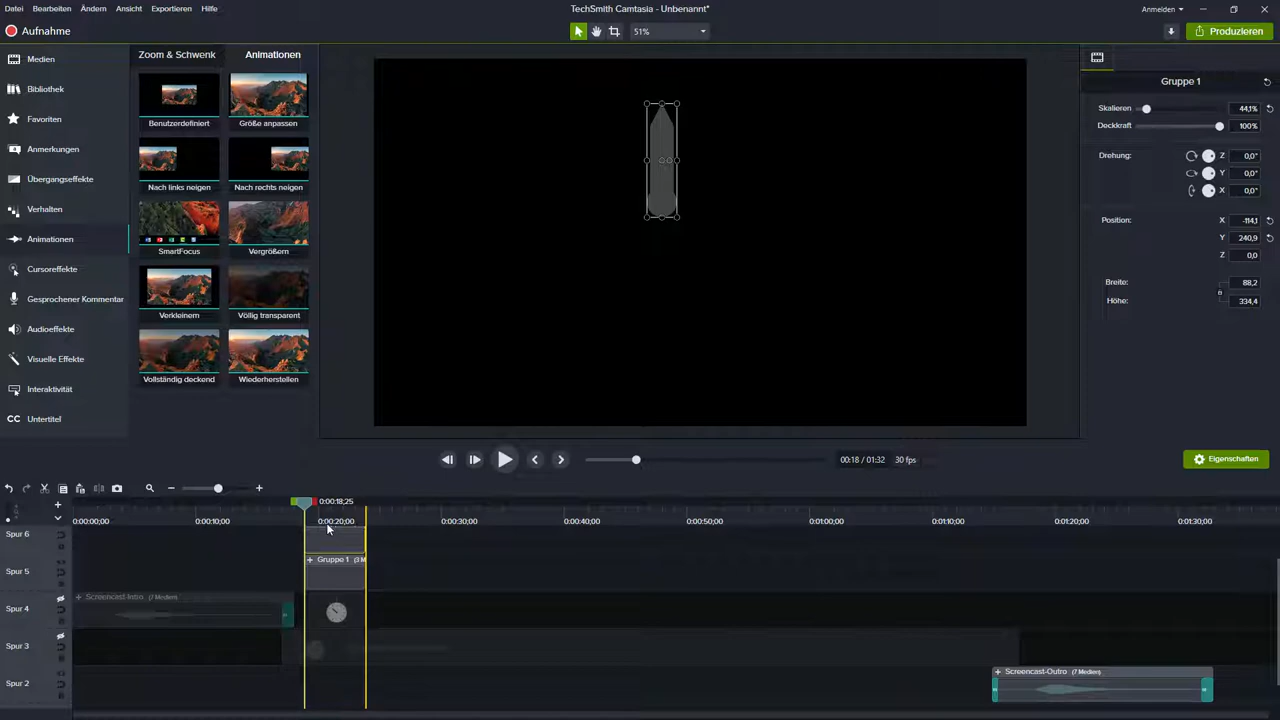 Datei Bearbeiten Ändern Ansicht Exportieren Hilfe TechSmith Camtasia - Unbenannt* Anmelden
Aufnahme 51% Produzieren
Medien
Bibliothek
Favoriten
Anmerkungen
Übergangseffekte
Verhalten
Animationen
Cursoreffekte
Gesprochener Kommentar
Audioeffekte
Visuelle Effekte
Interaktivität
CC Untertitel
Zoom & Schwenk Animationen
Benutzerdefiniert Größe anpassen
Nach links neigen Nach rechts neigen
SmartFocus Vergrößern
Verkleinern Völlig transparent
Vollständig deckend Wiederherstellen
Gruppe 1
Skalieren 44,1%
Deckkraft 100%
Drehung: Z 0,0°
Y 0,0°
X 0,0°
Position: X -114,1
Y 240,9
Z 0,0
Breite: 88,2
Höhe: 334,4
00:18 / 01:32 30 fps Eigenschaften
0:00:18;25
0:00:00;00 0:00:10;00 0:00:20;00 0:00:30;00 0:00:40;00 0:00:50;00 0:01:00;00 0:01:10;00 0:01:20;00 0:01:30;00
Spur 6
Gruppe 1 (3 M
Spur 5
Screencast-Intro (7 Medien)
Spur 4
Spur 3
Screencast-Outro (7 Medien)
Spur 2